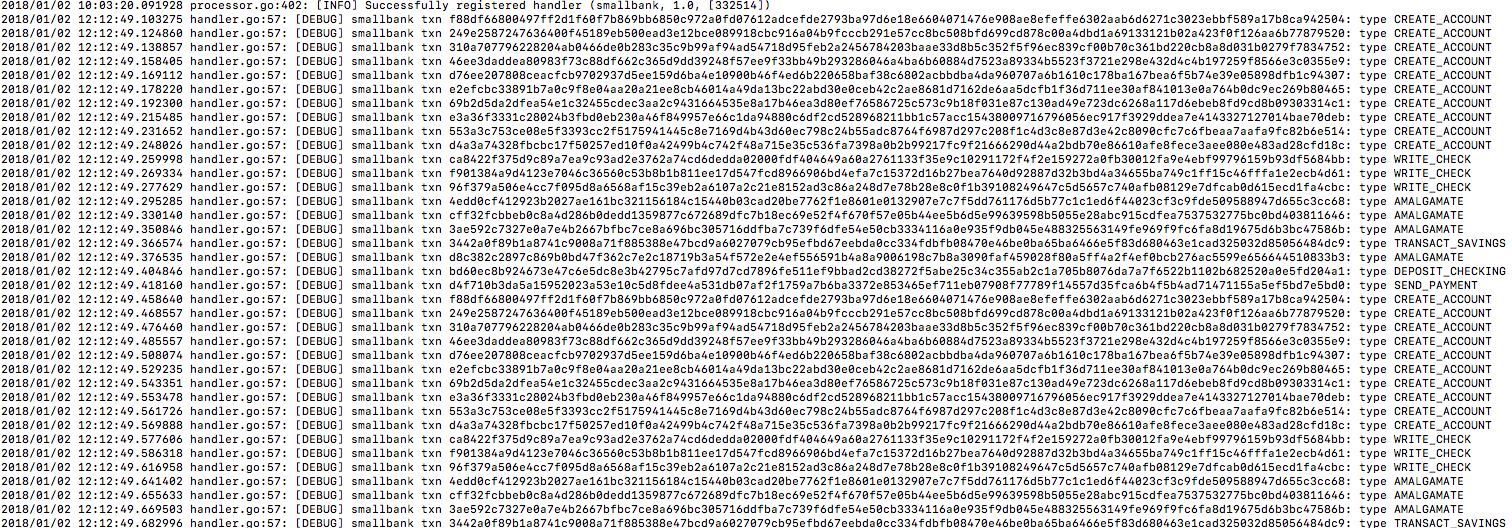 2018/01/02 10:03:20.091928 processor.go:402: [INFO] Successfully registered handler (smallbank, 1.0, [332514])
2018/01/02 12:12:49.103275 handler.go:57: [DEBUG] smallbank txn f88df66800497ff2d1f60f7b869bb6850c972a0fd07612adcefde2793ba97d6e18e6604071476e908ae8efeffe6302aab6d6271c3023ebbf589a17b8ca942504: type CREATE_ACCOUNT
2018/01/02 12:12:49.124860 handler.go:57: [DEBUG] smallbank txn 249e2587247636400f45189eb500ead3e12bce089918cbc916a04b9fcccb291e57cc8bc508bfd699cd878c00a4dbd1a69133121b02a423f0f126aa6b77879520: type CREATE_ACCOUNT
2018/01/02 12:12:49.138857 handler.go:57: [DEBUG] smallbank txn 310a707796228204ab0466de0b283c35c9b99af94ad54718d95feb2a2456784203baae33d8b5c352f5f96ec839cf00b70c361bd220cb8a8d031b0279f7834752: type CREATE_ACCOUNT
2018/01/02 12:12:49.158405 handler.go:57: [DEBUG] smallbank txn 46ee3daddea80983f73c88df662c365d9dd39248f57ee9f33bb49b293286046a4ba6b60884d7523a89334b5523f3721e298e432d4c4b197259f8566e3c0355e9: type CREATE_ACCOUNT
2018/01/02 12:12:49.169112 handler.go:57: [DEBUG] smallbank txn d76ee207808ceacfcb9702937d5ee159d6ba4e10900b46f4ed6b220658baf38c6802acbbdba4da960707a6b1610c178ba167bea6f5b74e39e05898dfb1c94307: type CREATE_ACCOUNT
2018/01/02 12:12:49.178220 handler.go:57: [DEBUG] smallbank txn e2efcbc33891b7a0c9f8e04aa20a21ee8cb46014a49da13bc22abd30e0ceb42c2ae8681d7162de6aa5dcfb1f36d711ee30af841013e0a764b0dc9ec269b80465: type CREATE_ACCOUNT
2018/01/02 12:12:49.192300 handler.go:57: [DEBUG] smallbank txn 69b2d5da2dfea54e1c32455cdec3aa2c9431664535e8a17b46ea3d80ef76586725c573c9b18f031e87c130ad49e723dc6268a117d6ebeb8fd9cd8b09303314c1: type CREATE_ACCOUNT
2018/01/02 12:12:49.215485 handler.go:57: [DEBUG] smallbank txn e3a36f3331c28024b3fbd0eb230a46f849957e66c1da94880c6df2cd528968211bb1c57acc15438009716796056ec917f3929ddea7e4143327127014bae70deb: type CREATE_ACCOUNT
2018/01/02 12:12:49.231652 handler.go:57: [DEBUG] smallbank txn 553a3c753ce08e5f3393cc2f5175941445c8e7169d4b43d60ec798c24b55adc8764f6987d297c208f1c4d3c8e87d3e42c8090cfc7c6fbeaa7aafa9fc82b6e514: type CREATE_ACCOUNT
2018/01/02 12:12:49.248026 handler.go:57: [DEBUG] smallbank txn d4a3a74328fbcbc17f50257ed10f0a42499b4c742f48a715e35c536fa7398a0b2b99217fc9f21666290d44a2bdb70e86610afe8fece3aee080e483ad28cfd18c: type CREATE_ACCOUNT
2018/01/02 12:12:49.259998 handler.go:57: [DEBUG] smallbank txn ca8422f375d9c89a7ea9c93ad2e3762a74cd6dedda02000fdf404649a60a2761133f35e9c10291172f4f2e159272a0fb30012fa9e4ebf99796159b93df5684bb: type WRITE_CHECK
2018/01/02 12:12:49.269334 handler.go:57: [DEBUG] smallbank txn f901384a9d4123e7046c36560c53b8b1b811ee17d547fcd8966906bd4efa7c15372d16b27bea7640d92887d32b3bd4a34655ba749c1ff15c46fffa1e2ecb4d61: type WRITE_CHECK
2018/01/02 12:12:49.277629 handler.go:57: [DEBUG] smallbank txn 96f379a506e4cc7f095d8a6568af15c39eb2a6107a2c21e8152ad3c86a248d7e78b28e8c0f1b39108249647c5d5657c740afb08129e7dfcab0d615ecd1fa4cbc: type WRITE_CHECK
2018/01/02 12:12:49.295285 handler.go:57: [DEBUG] smallbank txn 4edd0cf412923b2027ae161bc321156184c15440b03cad20be7762f1e8601e0132907e7c7f5dd761176d5b77c1c1ed6f44023cf3c9fde509588947d655c3cc68: type AMALGAMATE
2018/01/02 12:12:49.330140 handler.go:57: [DEBUG] smallbank txn cff32fcbbeb0c8a4d286b0dedd1359877c672689dfc7b18ec69e52f4f670f57e05b44ee5b6d5e99639598b5055e28abc915cdfea7537532775bc0bd403811646: type AMALGAMATE
2018/01/02 12:12:49.350846 handler.go:57: [DEBUG] smallbank txn 3ae592c7327e0a7e4b2667bfbc7ce8a696bc305716ddfba7c739f6dfe54e50cb3334116a0e935f9db045e488325563149fe969f9fc6fa8d19675d6b3bc47586b: type AMALGAMATE
2018/01/02 12:12:49.366574 handler.go:57: [DEBUG] smallbank txn 3442a0f89b1a8741c9008a71f885388e47bcd9a6027079cb95efbd67eebda0cc334fdbfb08470e46be0ba65ba6466e5f83d680463e1cad325032d85056484dc9: type TRANSACT_SAVINGS
2018/01/02 12:12:49.376535 handler.go:57: [DEBUG] smallbank txn d8c382c2897c869b0bd47f362c7e2c18719b3a54f572e2e4ef556591b4a8a9006198c7b8a3090faf459028f80a5ff4a2f4ef0bcb276ac5599e656644510833b3: type AMALGAMATE
2018/01/02 12:12:49.404846 handler.go:57: [DEBUG] smallbank txn bd60ec8b924673e47c6e5dc8e3b42795c7afd97d7cd7896fe511ef9bbad2cd38272f5abe25c34c355ab2c1a705b8076da7a7f6522b1102b682520a0e5fd204a1: type DEPOSIT_CHECKING
2018/01/02 12:12:49.418160 handler.go:57: [DEBUG] smallbank txn d4f710b3da5a15952023a53e10c5d8fdee4a531db07af2f1759a7b6ba3372e853465ef711eb07908f77789f14557d35fca6b4f5b4ad71471155a5ef5bd7e5bd0: type SEND_PAYMENT
2018/01/02 12:12:49.458640 handler.go:57: [DEBUG] smallbank txn f88df66800497ff2d1f60f7b869bb6850c972a0fd07612adcefde2793ba97d6e18e6604071476e908ae8efeffe6302aab6d6271c3023ebbf589a17b8ca942504: type CREATE_ACCOUNT
2018/01/02 12:12:49.468557 handler.go:57: [DEBUG] smallbank txn 249e2587247636400f45189eb500ead3e12bce089918cbc916a04b9fcccb291e57cc8bc508bfd699cd878c00a4dbd1a69133121b02a423f0f126aa6b77879520: type CREATE_ACCOUNT
2018/01/02 12:12:49.476460 handler.go:57: [DEBUG] smallbank txn 310a707796228204ab0466de0b283c35c9b99af94ad54718d95feb2a2456784203baae33d8b5c352f5f96ec839cf00b70c361bd220cb8a8d031b0279f7834752: type CREATE_ACCOUNT
2018/01/02 12:12:49.485557 handler.go:57: [DEBUG] smallbank txn 46ee3daddea80983f73c88df662c365d9dd39248f57ee9f33bb49b293286046a4ba6b60884d7523a89334b5523f3721e298e432d4c4b197259f8566e3c0355e9: type CREATE_ACCOUNT
2018/01/02 12:12:49.508074 handler.go:57: [DEBUG] smallbank txn d76ee207808ceacfcb9702937d5ee159d6ba4e10900b46f4ed6b220658baf38c6802acbbdba4da960707a6b1610c178ba167bea6f5b74e39e05898dfb1c94307: type CREATE_ACCOUNT
2018/01/02 12:12:49.529235 handler.go:57: [DEBUG] smallbank txn e2efcbc33891b7a0c9f8e04aa20a21ee8cb46014a49da13bc22abd30e0ceb42c2ae8681d7162de6aa5dcfb1f36d711ee30af841013e0a764b0dc9ec269b80465: type CREATE_ACCOUNT
2018/01/02 12:12:49.543351 handler.go:57: [DEBUG] smallbank txn 69b2d5da2dfea54e1c32455cdec3aa2c9431664535e8a17b46ea3d80ef76586725c573c9b18f031e87c130ad49e723dc6268a117d6ebeb8fd9cd8b09303314c1: type CREATE_ACCOUNT
2018/01/02 12:12:49.553478 handler.go:57: [DEBUG] smallbank txn e3a36f3331c28024b3fbd0eb230a46f849957e66c1da94880c6df2cd528968211bb1c57acc15438009716796056ec917f3929ddea7e4143327127014bae70deb: type CREATE_ACCOUNT
2018/01/02 12:12:49.561726 handler.go:57: [DEBUG] smallbank txn 553a3c753ce08e5f3393cc2f5175941445c8e7169d4b43d60ec798c24b55adc8764f6987d297c208f1c4d3c8e87d3e42c8090cfc7c6fbeaa7aafa9fc82b6e514: type CREATE_ACCOUNT
2018/01/02 12:12:49.569888 handler.go:57: [DEBUG] smallbank txn d4a3a74328fbcbc17f50257ed10f0a42499b4c742f48a715e35c536fa7398a0b2b99217fc9f21666290d44a2bdb70e86610afe8fece3aee080e483ad28cfd18c: type CREATE_ACCOUNT
2018/01/02 12:12:49.577606 handler.go:57: [DEBUG] smallbank txn ca8422f375d9c89a7ea9c93ad2e3762a74cd6dedda02000fdf404649a60a2761133f35e9c10291172f4f2e159272a0fb30012fa9e4ebf99796159b93df5684bb: type WRITE_CHECK
2018/01/02 12:12:49.586318 handler.go:57: [DEBUG] smallbank txn f901384a9d4123e7046c36560c53b8b1b811ee17d547fcd8966906bd4efa7c15372d16b27bea7640d92887d32b3bd4a34655ba749c1ff15c46fffa1e2ecb4d61: type WRITE_CHECK
2018/01/02 12:12:49.616958 handler.go:57: [DEBUG] smallbank txn 96f379a506e4cc7f095d8a6568af15c39eb2a6107a2c21e8152ad3c86a248d7e78b28e8c0f1b39108249647c5d5657c740afb08129e7dfcab0d615ecd1fa4cbc: type WRITE_CHECK
2018/01/02 12:12:49.641402 handler.go:57: [DEBUG] smallbank txn 4edd0cf412923b2027ae161bc321156184c15440b03cad20be7762f1e8601e0132907e7c7f5dd761176d5b77c1c1ed6f44023cf3c9fde509588947d655c3cc68: type AMALGAMATE
2018/01/02 12:12:49.655633 handler.go:57: [DEBUG] smallbank txn cff32fcbbeb0c8a4d286b0dedd1359877c672689dfc7b18ec69e52f4f670f57e05b44ee5b6d5e99639598b5055e28abc915cdfea7537532775bc0bd403811646: type AMALGAMATE
2018/01/02 12:12:49.669503 handler.go:57: [DEBUG] smallbank txn 3ae592c7327e0a7e4b2667bfbc7ce8a696bc305716ddfba7c739f6dfe54e50cb3334116a0e935f9db045e488325563149fe969f9fc6fa8d19675d6b3bc47586b: type AMALGAMATE
2018/01/02 12:12:49.682996 handler.go:57: [DEBUG] smallbank txn 3442a0f89b1a8741c9008a71f885388e47bcd9a6027079cb95efbd67eebda0cc334fdbfb08470e46be0ba65ba6466e5f83d680463e1cad325032d85056484dc9: type TRANSACT_SAVINGS